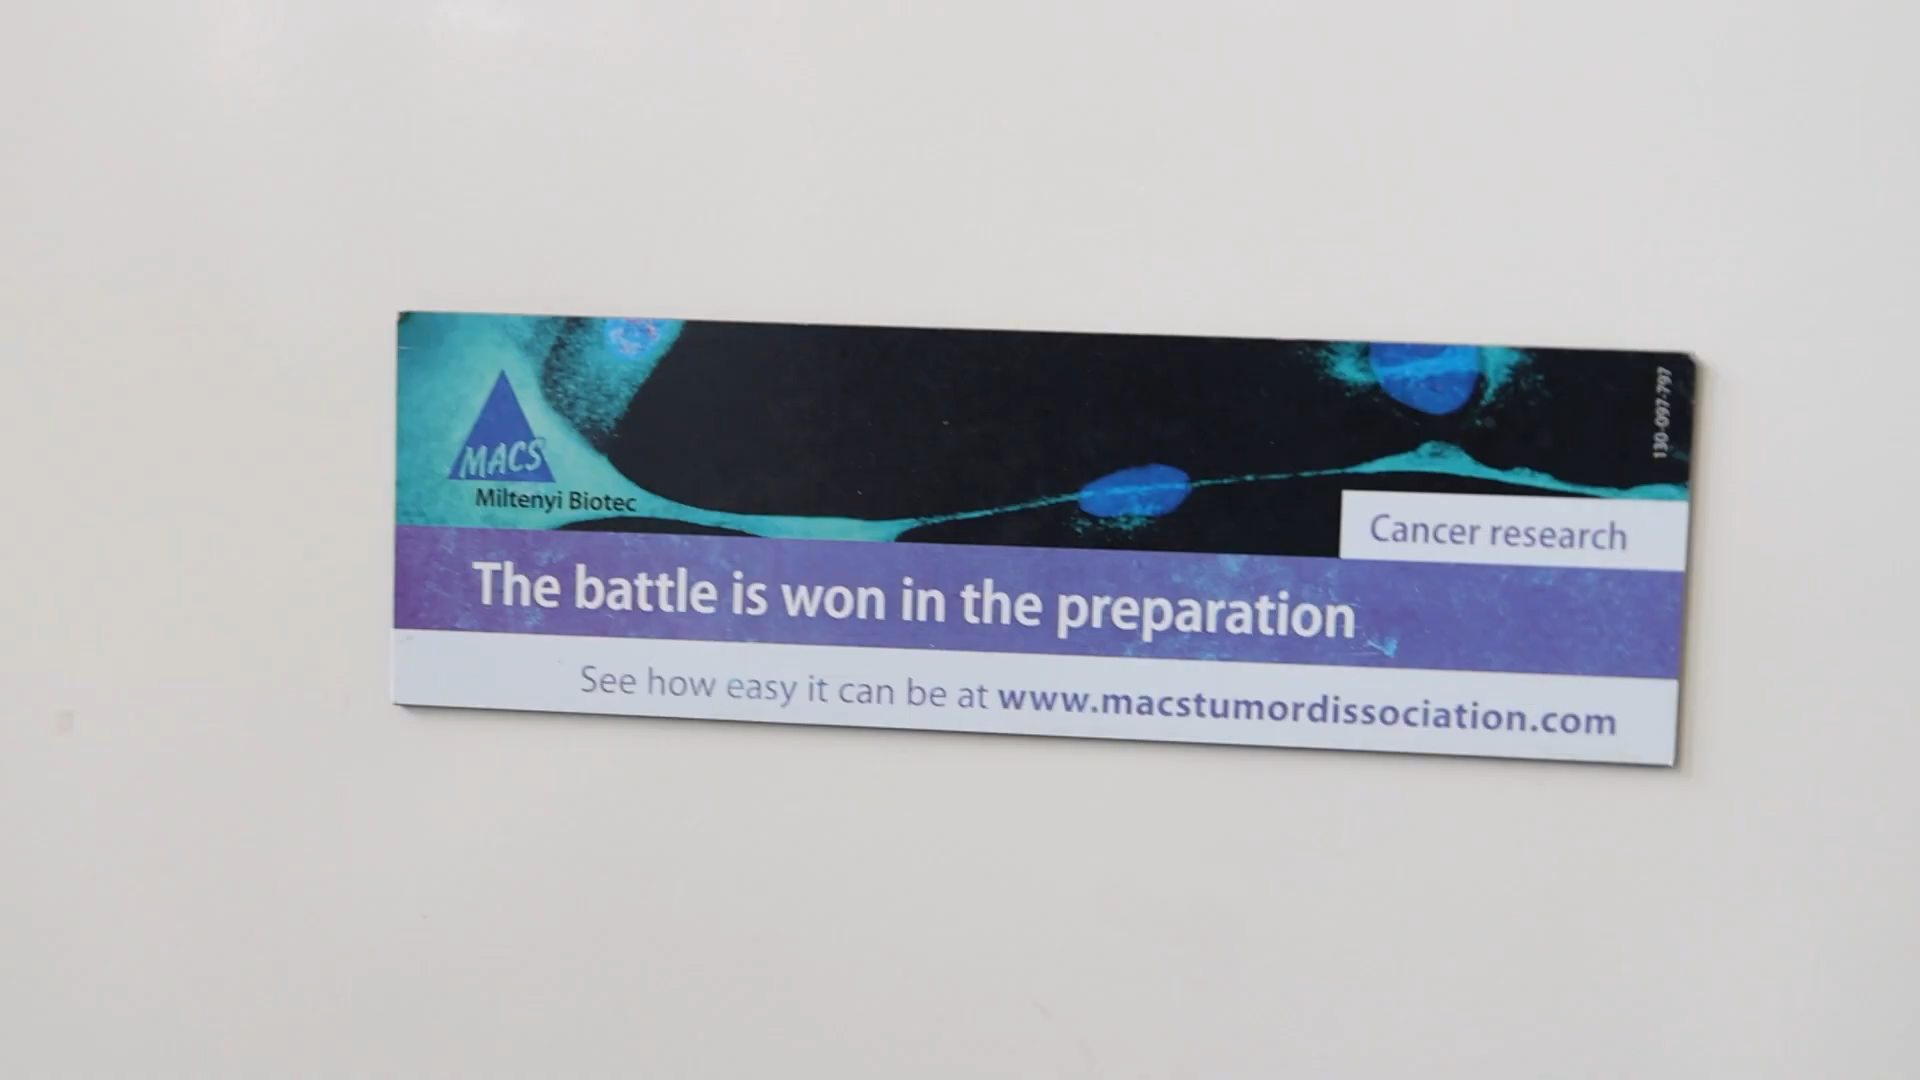 130-097-797
MACS
Miltenyi Biotec
Cancer research
The battle is won in the preparation
See how easy it can be at www.macstumordissociation.com